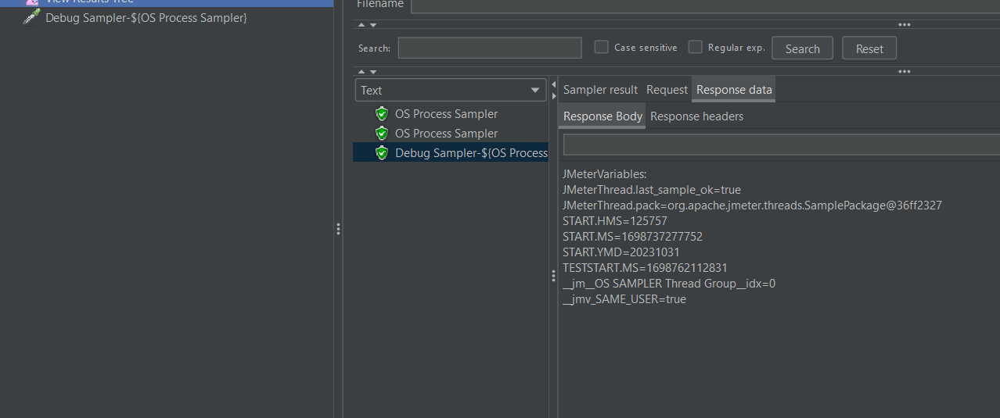 View Results Tree
Debug Sampler-${OS Process Sampler}
Filename
Search:
Case sensitive
Regular exp.
Search
Reset
Text
OS Process Sampler
OS Process Sampler
Debug Sampler-${OS Process
Sampler result
Request
Response data
Response Body
Response headers
JMeterVariables:
JMeterThread.last_sample_ok=true
JMeterThread.pack=org.apache.jmeter.threads.SamplePackage@36ff2327
START.HMS=125757
START.MS=1698737277752
START.YMD=20231031
TESTSTART.MS=1698762112831
__jm__OS SAMPLER Thread Group__idx=0
__jmv_SAME_USER=true